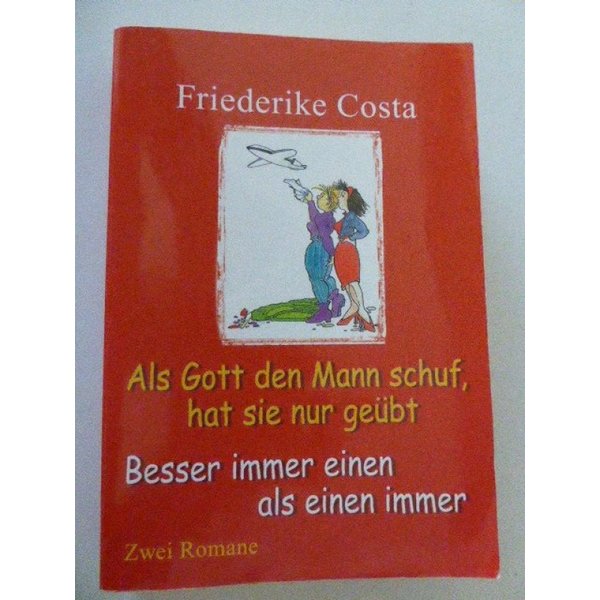 Friederike Costa
Als Gott den Mann schuf,
hat sie nur geübt
Besser immer einen
als einen immer
Zwei Romane